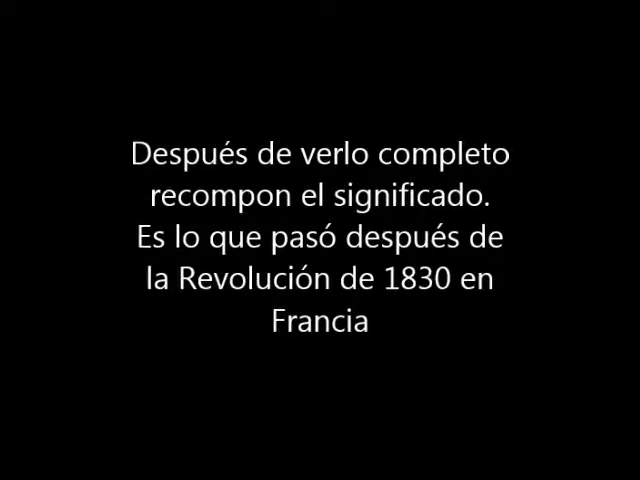 Después de verlo completo
recompon el significado.
Es lo que pasó después de
la Revolución de 1830 en
Francia